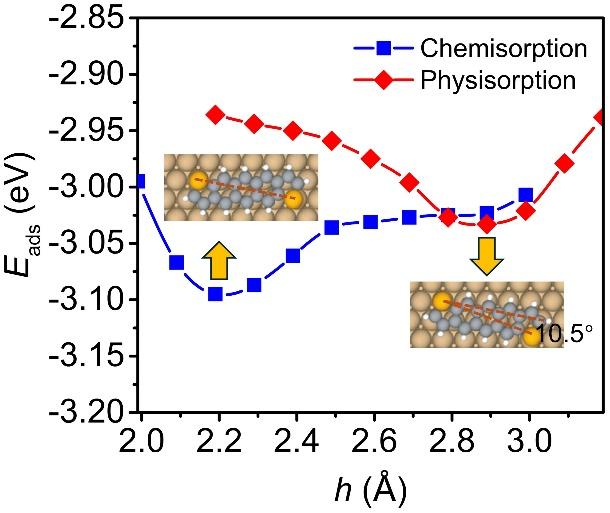 -2.85
-2.90
-2.95
-3.00
-3.05
-3.10
-3.15
-3.20
E_ads (eV)
Chemisorption
Physisorption
10.5°
2.0 2.2 2.4 2.6 2.8 3.0
h (Å)